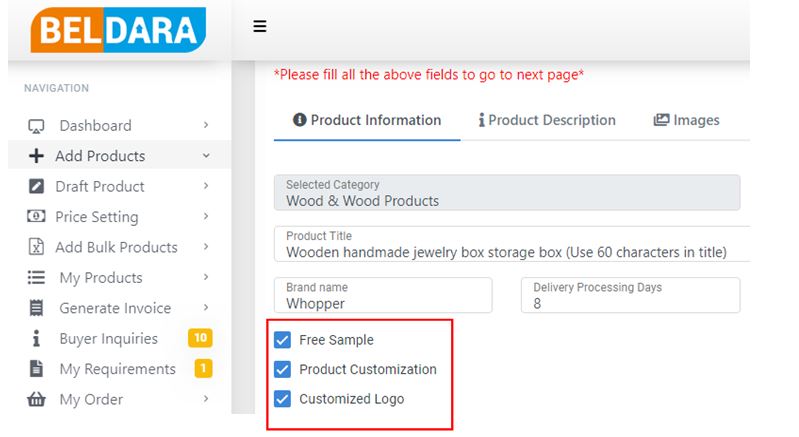 BELDARA
NAVIGATION
Dashboard
Add Products
Draft Product
Price Setting
Add Bulk Products
My Products
Generate Invoice
Buyer Inquiries 10
My Requirements 1
My Order
*Please fill all the above fields to go to next page*
Product Information Product Description Images
Selected Category
Wood & Wood Products
Product Title
Wooden handmade jewelry box storage box (Use 60 characters in title)
Brand name Delivery Processing Days
Whopper 8
Free Sample
Product Customization
Customized Logo